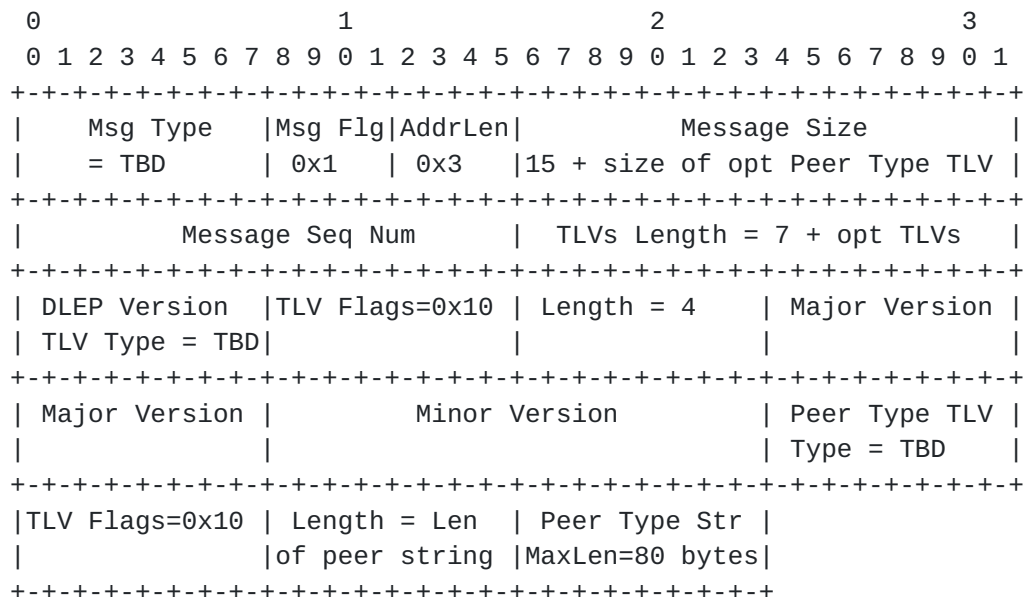 0                   1                   2                   3
 0 1 2 3 4 5 6 7 8 9 0 1 2 3 4 5 6 7 8 9 0 1 2 3 4 5 6 7 8 9 0 1
+-+-+-+-+-+-+-+-+-+-+-+-+-+-+-+-+-+-+-+-+-+-+-+-+-+-+-+-+-+-+-+-+
|    Msg Type   |Msg Flg|AddrLen|          Message Size         |
|    = TBD      | 0x1   | 0x3   |15 + size of opt Peer Type TLV |
+-+-+-+-+-+-+-+-+-+-+-+-+-+-+-+-+-+-+-+-+-+-+-+-+-+-+-+-+-+-+-+-+
|          Message Seq Num      |  TLVs Length = 7 + opt TLVs   |
+-+-+-+-+-+-+-+-+-+-+-+-+-+-+-+-+-+-+-+-+-+-+-+-+-+-+-+-+-+-+-+-+
| DLEP Version  |TLV Flags=0x10 | Length = 4    | Major Version |
| TLV Type = TBD|               |               |               |
+-+-+-+-+-+-+-+-+-+-+-+-+-+-+-+-+-+-+-+-+-+-+-+-+-+-+-+-+-+-+-+-+
| Major Version |         Minor Version         | Peer Type TLV |
|               |                               | Type = TBD    |
+-+-+-+-+-+-+-+-+-+-+-+-+-+-+-+-+-+-+-+-+-+-+-+-+-+-+-+-+-+-+-+-+
|TLV Flags=0x10 | Length = Len  | Peer Type Str |
|               |of peer string |MaxLen=80 bytes|
+-+-+-+-+-+-+-+-+-+-+-+-+-+-+-+-+-+-+-+-+-+-+-+-+